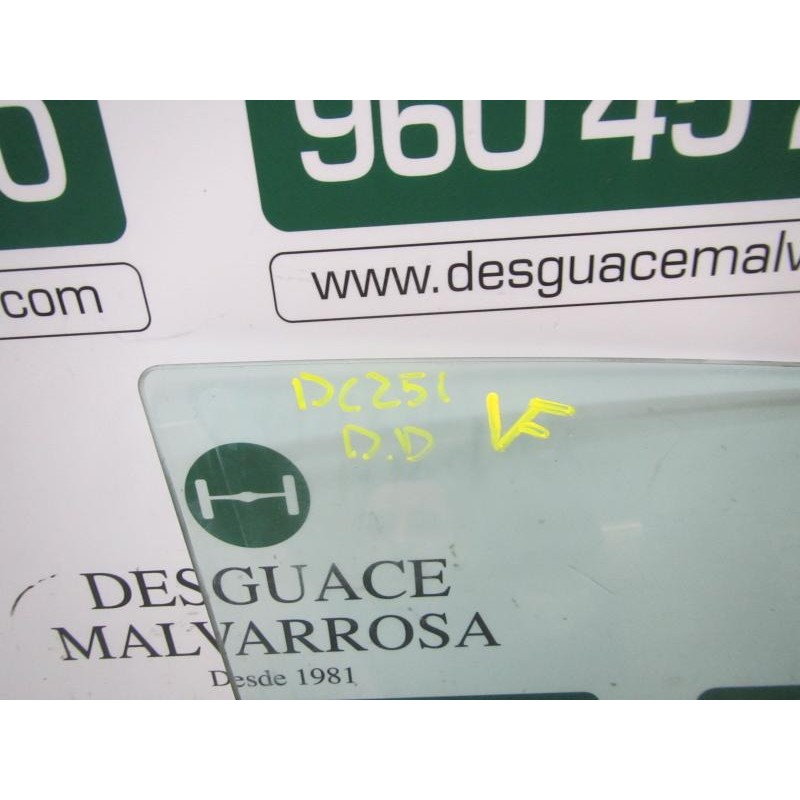 0
960 45
.com
www.desguacemalv
DC251
D.D VF
DESGUACE
MALVARROSA
Desde 1981